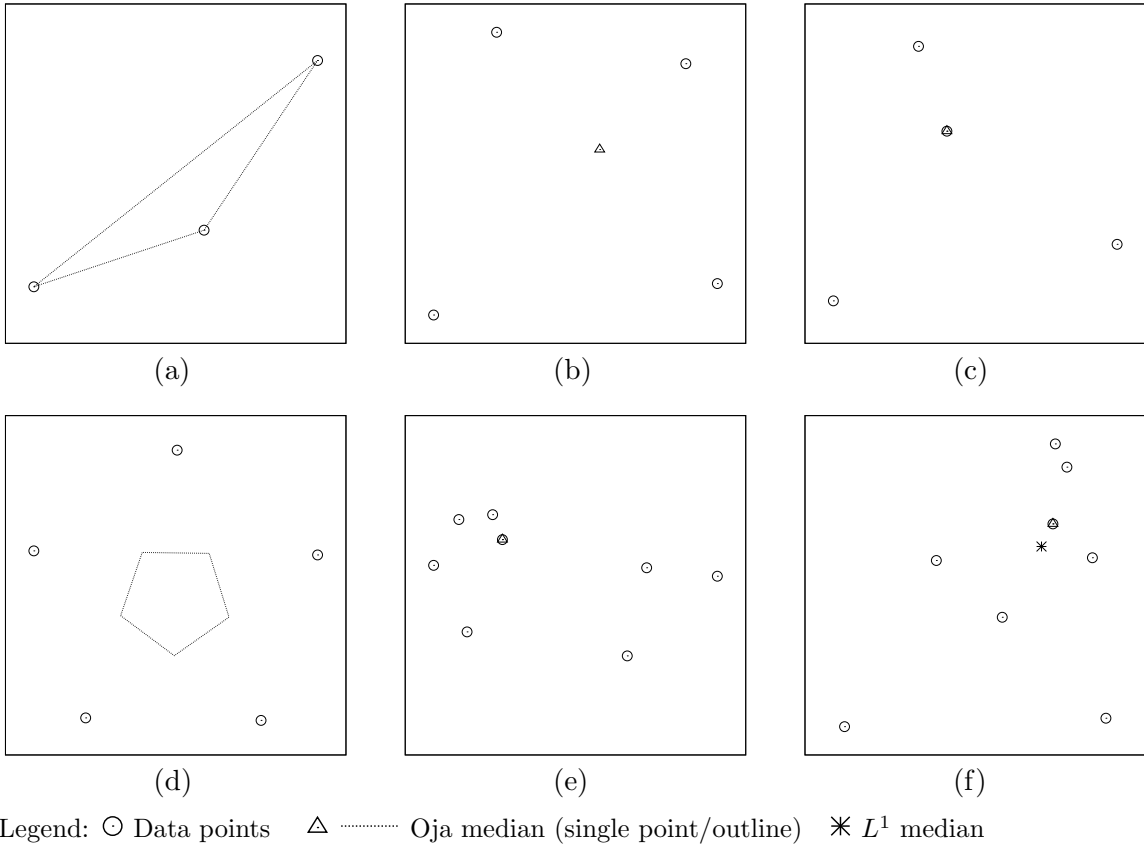 (a)
(b)
(c)
(d)
(e)
(f)
Legend: Data points Oja median (single point/outline) L¹ median